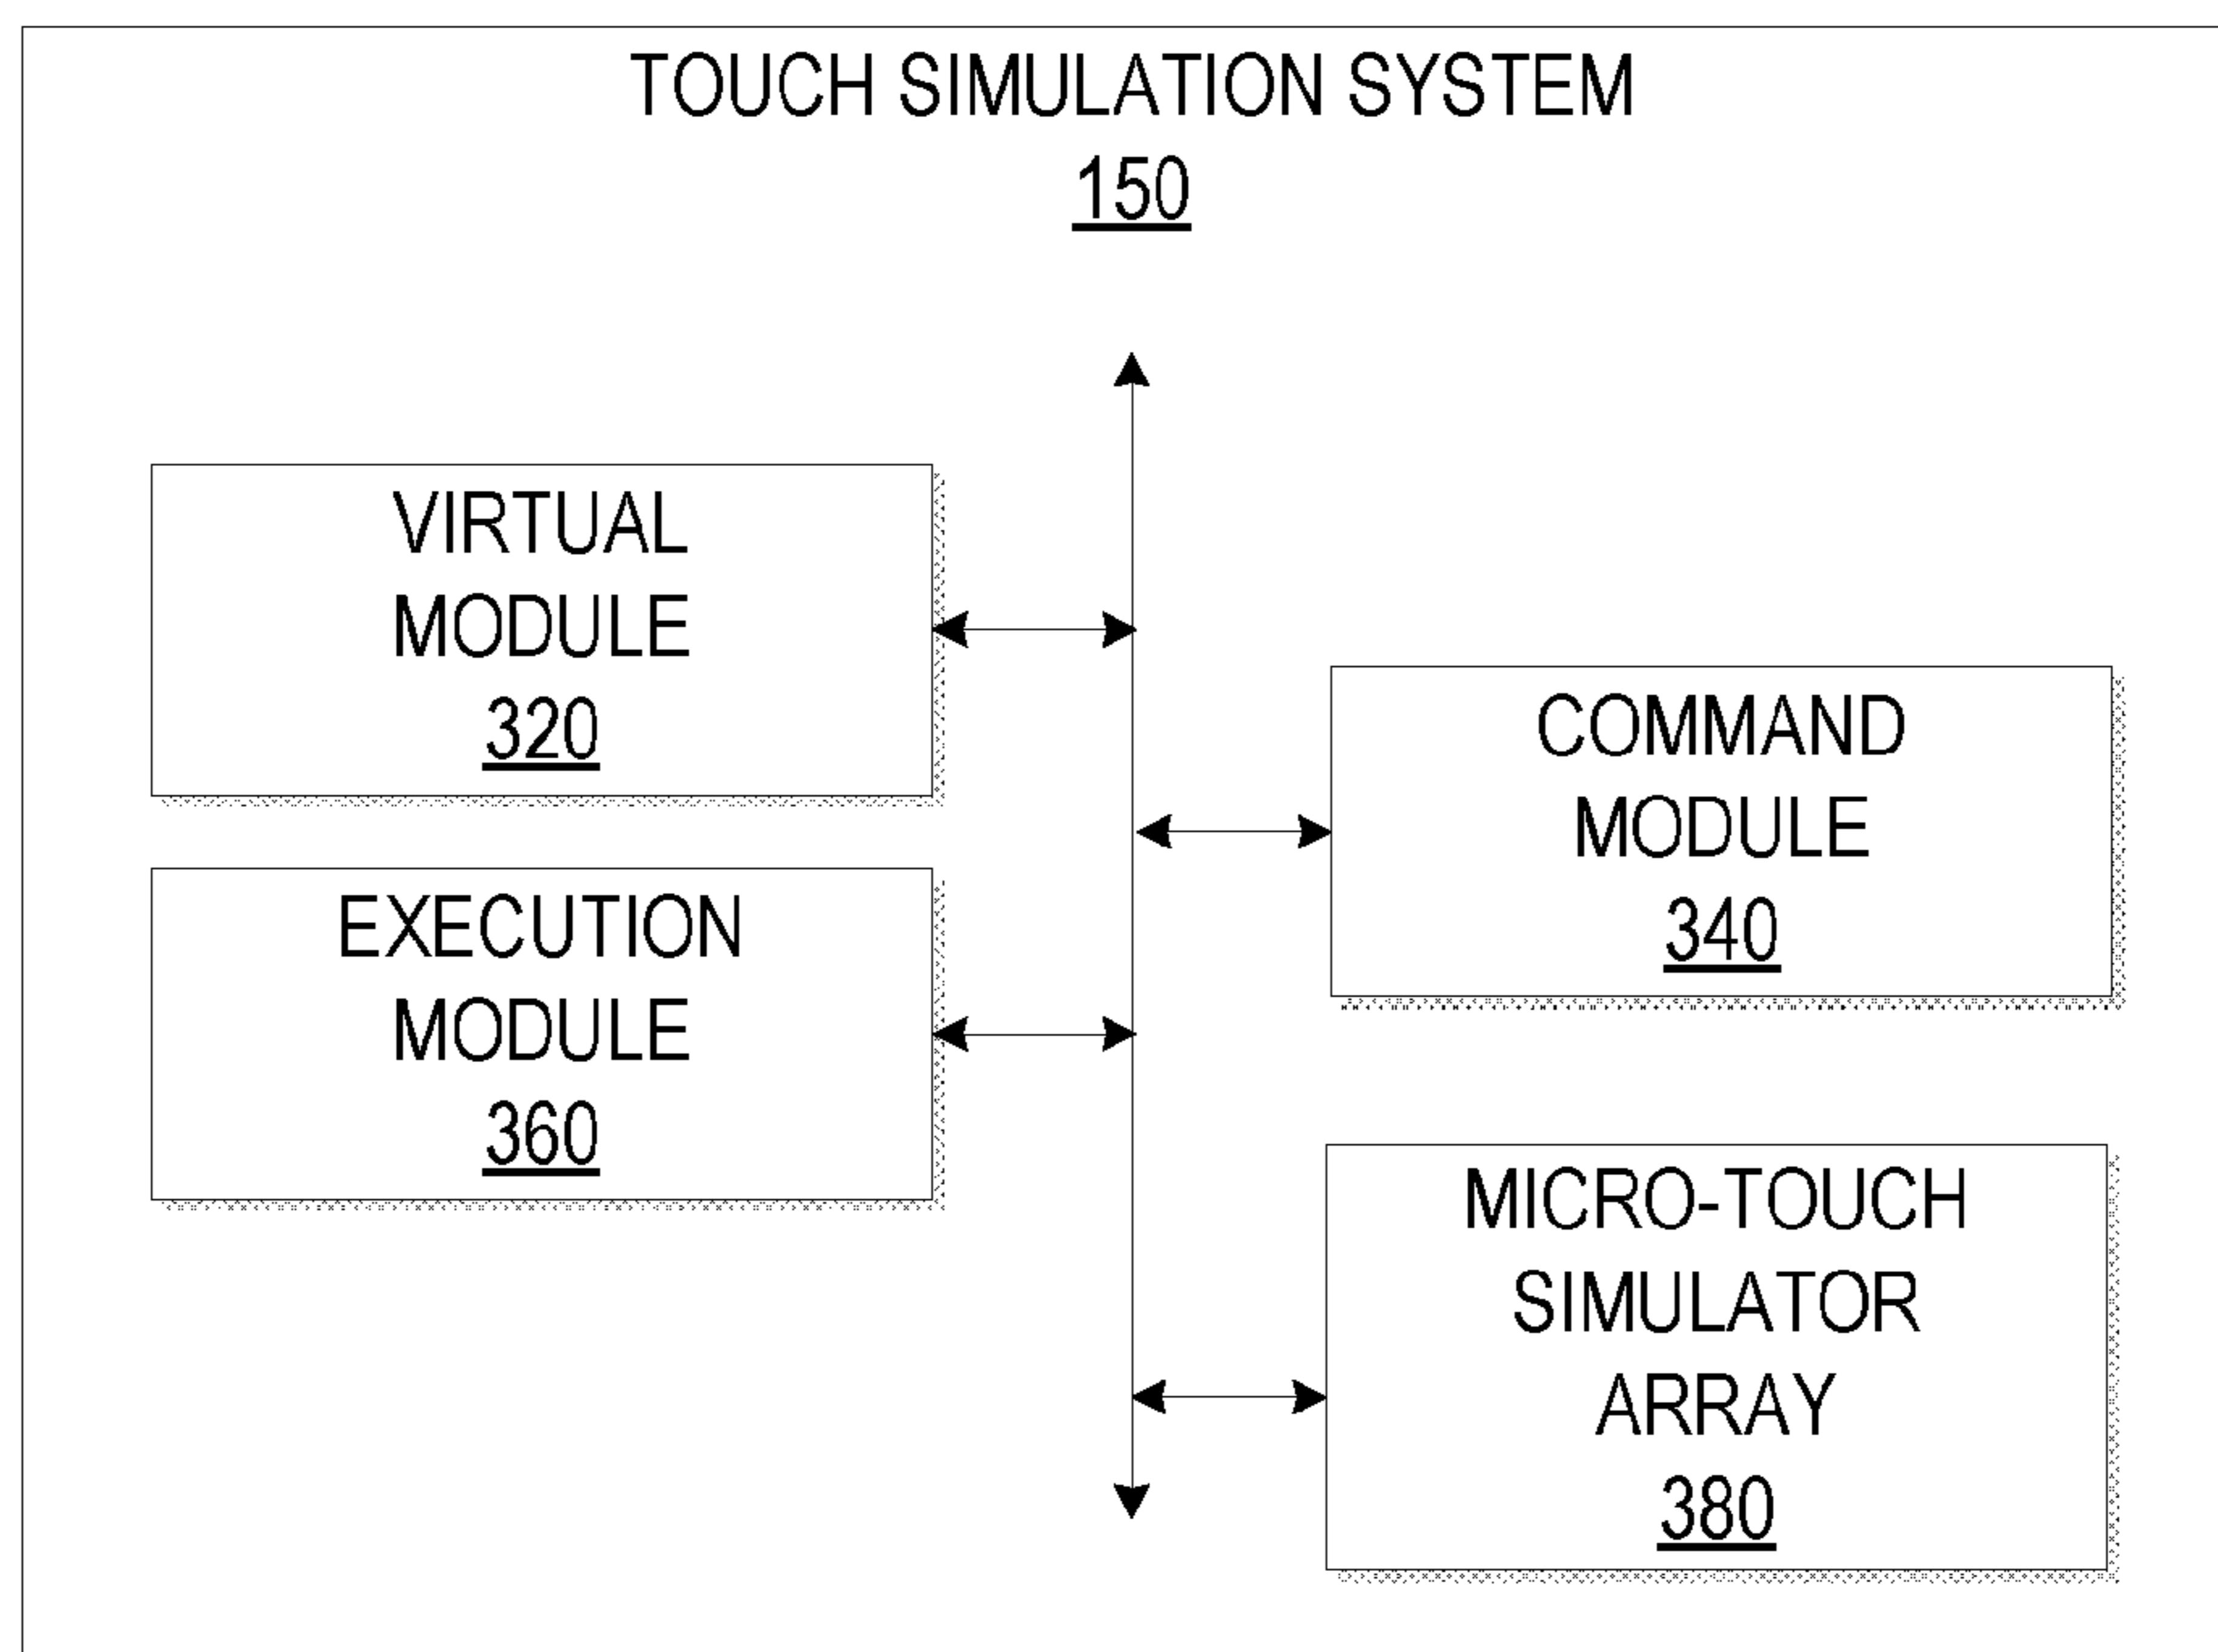 TOUCH SIMULATION SYSTEM
150
VIRTUAL
MODULE
320
COMMAND
MODULE
340
EXECUTION
MODULE
360
MICRO-TOUCH
SIMULATOR
ARRAY
380